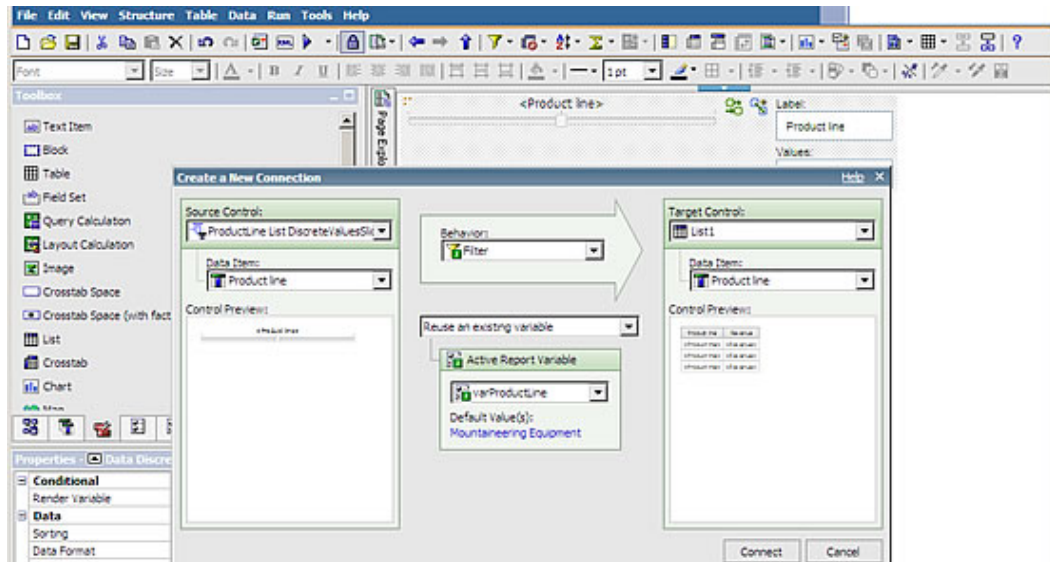 File Edit View Structure Table Data Run Tools Help
Font Size 1 pt
Toolbox
Text Item
Block
Table
Field Set
Query Calculation
Layout Calculation
Image
Crosstab Space
Crosstab Space (with fact
List
Crosstab
Chart
Properties - Data Discre
Conditional
Render Variable
Data
Sorting
Data Format
Page Explo
<Product line>
Label:
Product line
Values:
Create a New Connection
Help
Source Control:
ProductLine List DiscreteValuesSli
Data Item:
Product line
Control Preview:
Behavior:
Filter
Reuse an existing variable
Active Report Variable
varProductLine
Default Value(s):
Mountaineering Equipment
Target Control:
List1
Data Item:
Product line
Control Preview:
Connect Cancel